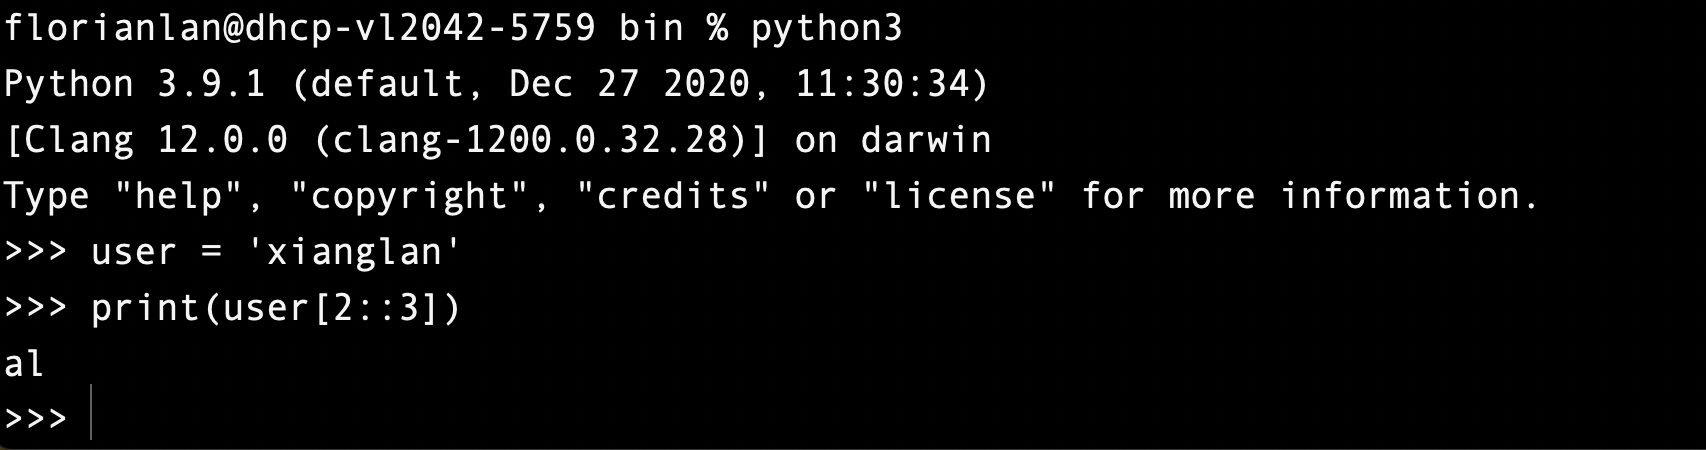 florianlan@dhcp-vl2042-5759 bin % python3
Python 3.9.1 (default, Dec 27 2020, 11:30:34)
[Clang 12.0.0 (clang-1200.0.32.28)] on darwin
Type "help", "copyright", "credits" or "license" for more information.
>>> user = 'xianglan'
>>> print(user[2::3])
al
>>>